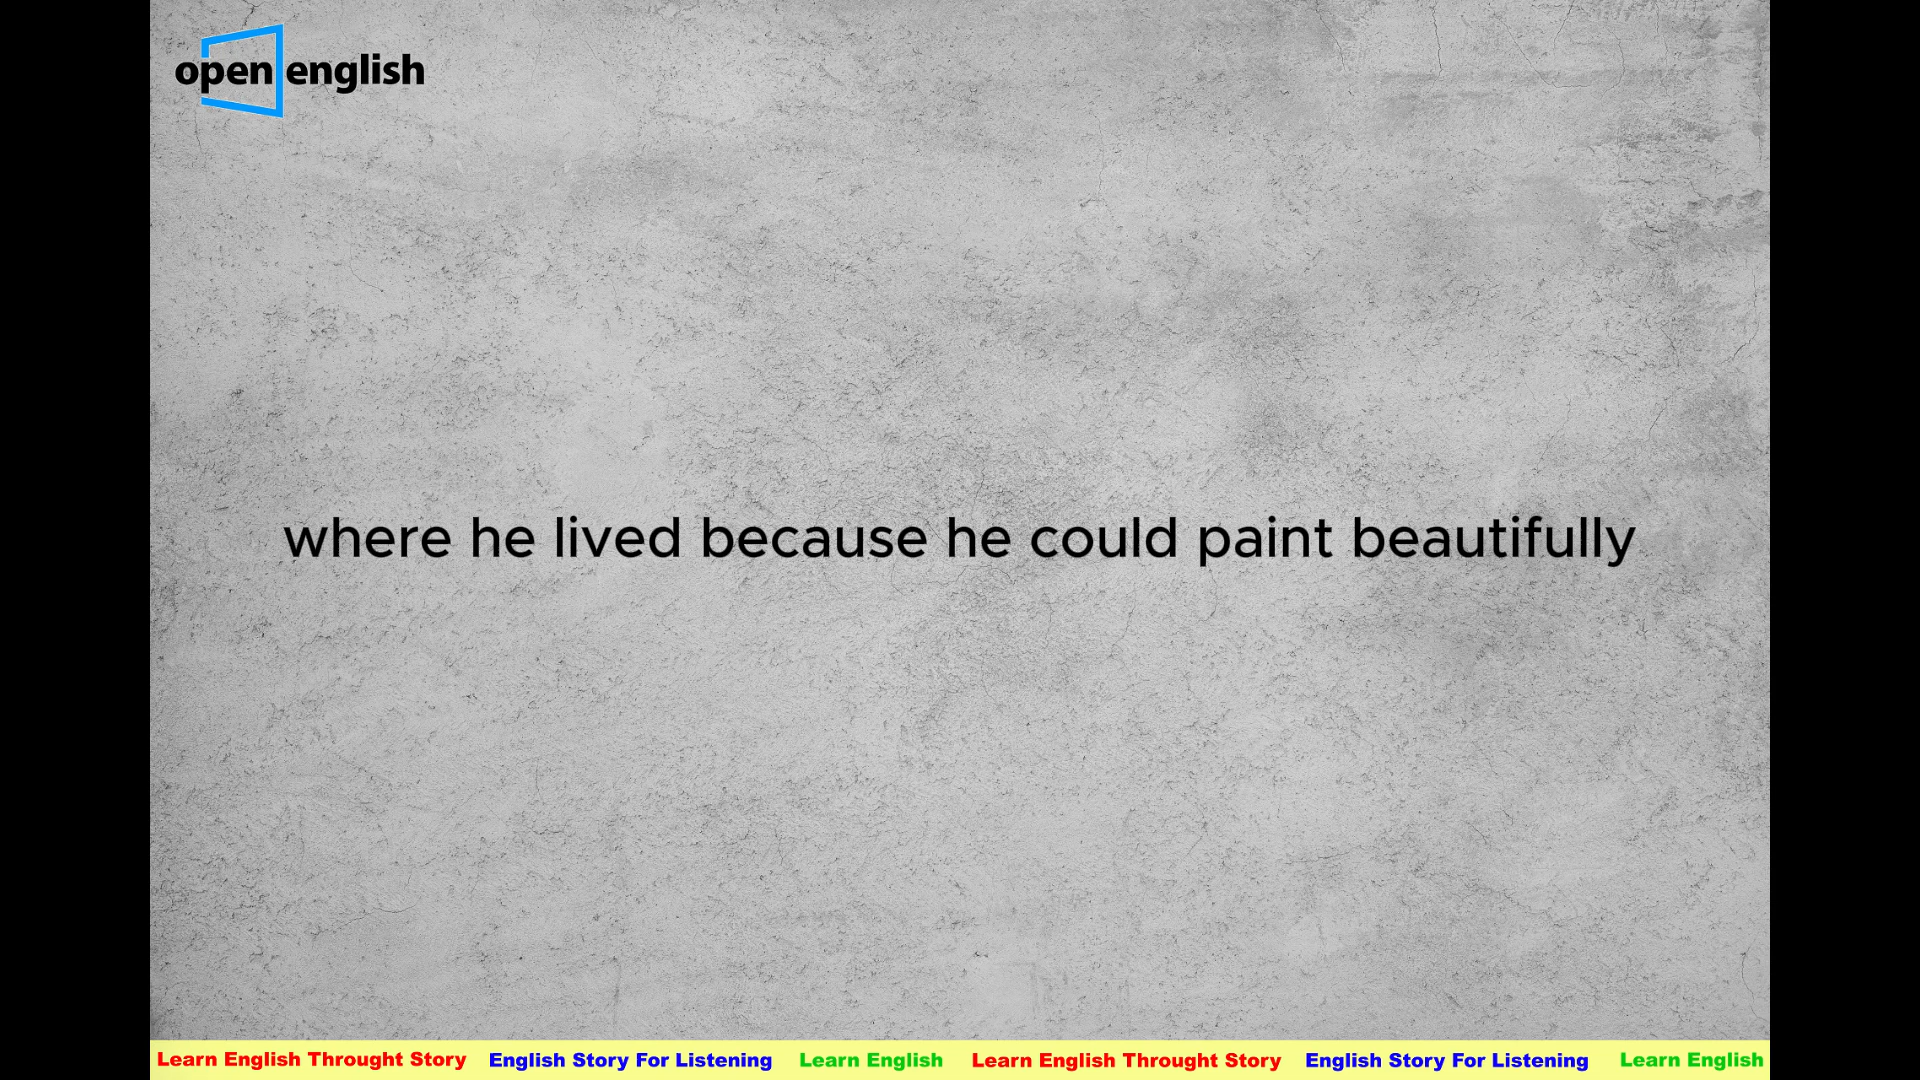 open english
where he lived because he could paint beautifully
Learn English Throught Story English Story For Listening Learn English Learn English Throught Story English Story For Listening Learn English